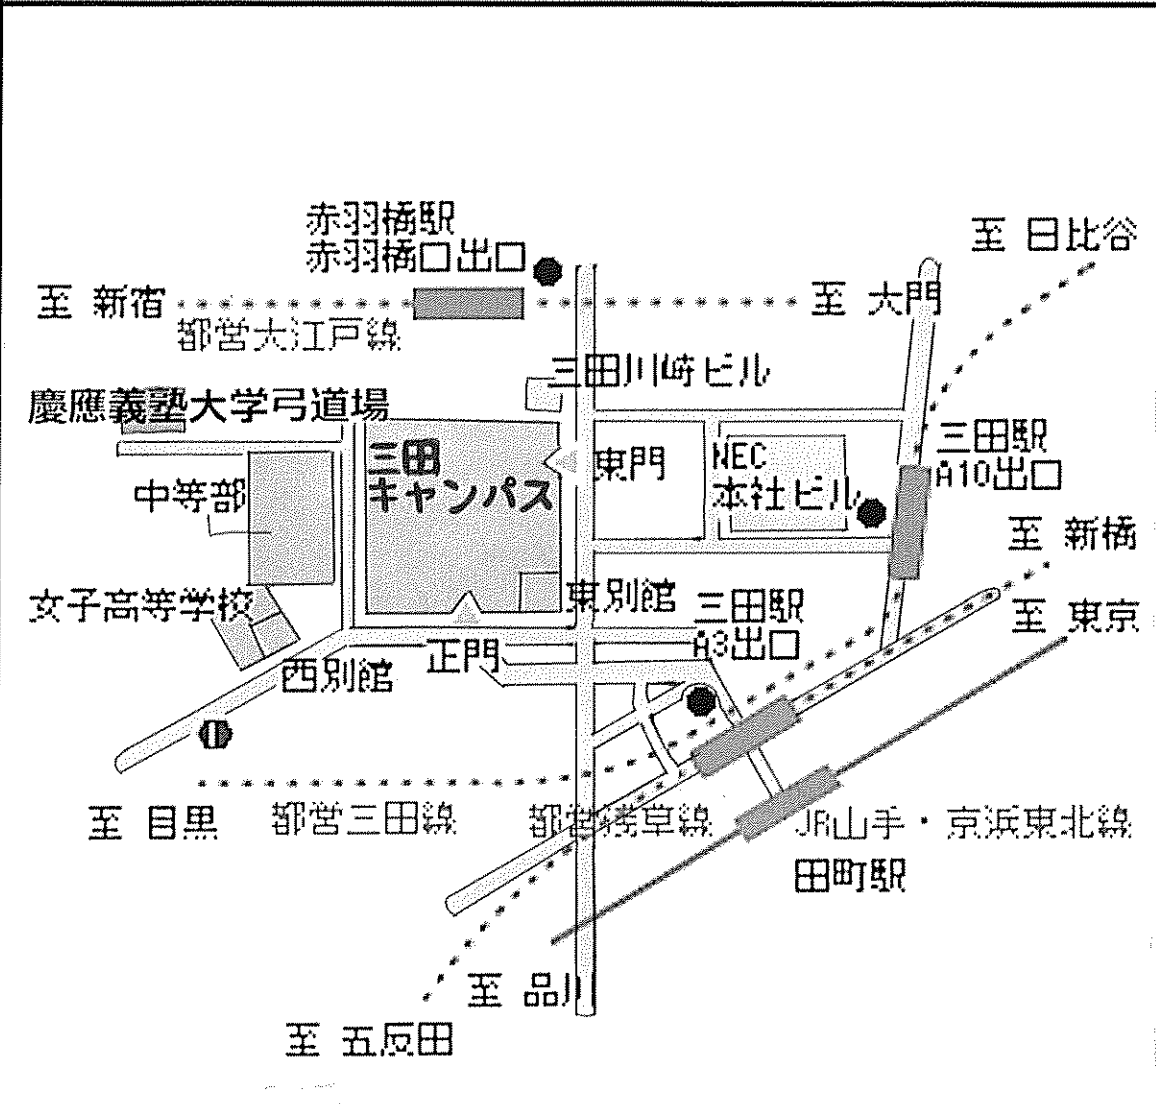 赤羽橋駅
赤羽橋口出口
至 日比谷
至 新宿
至 大門
都営大江戸線
三田川崎ビル
慶應義塾大学弓道場
三田
キャンパス
東門
NEC
本社ビル
三田駅
A10出口
中等部
至 新橋
女子高等学校
東別館
三田駅
A3出口
至 東京
正門
西別館
至 目黒
都営三田線
都営浅草線
JR山手・京浜東北線
田町駅
至 品川
至 五反田